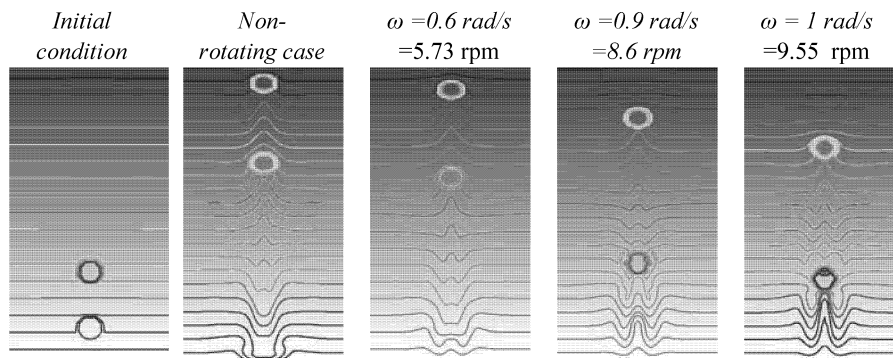 Initial
condition
Non-
rotating case
ω =0.6 rad/s
=5.73 rpm
ω =0.9 rad/s
=8.6 rpm
ω = 1 rad/s
=9.55 rpm